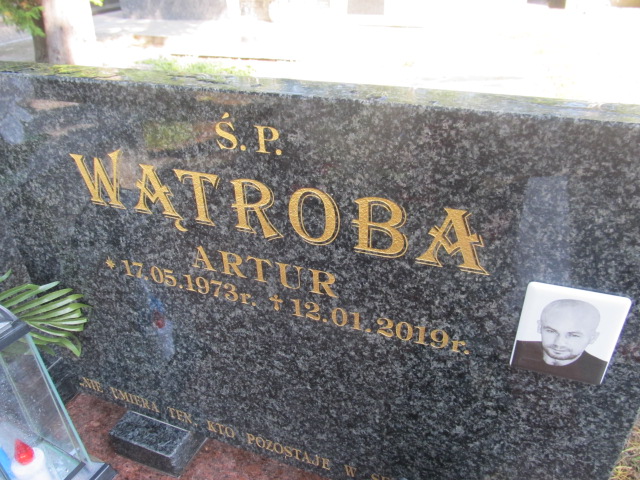 Ś.P.
WĄTROBA
ARTUR
* 17.05.1973r. ✝ 12.01.2019r.
NIE UMIERA TEN, KTO POZOSTAJE W